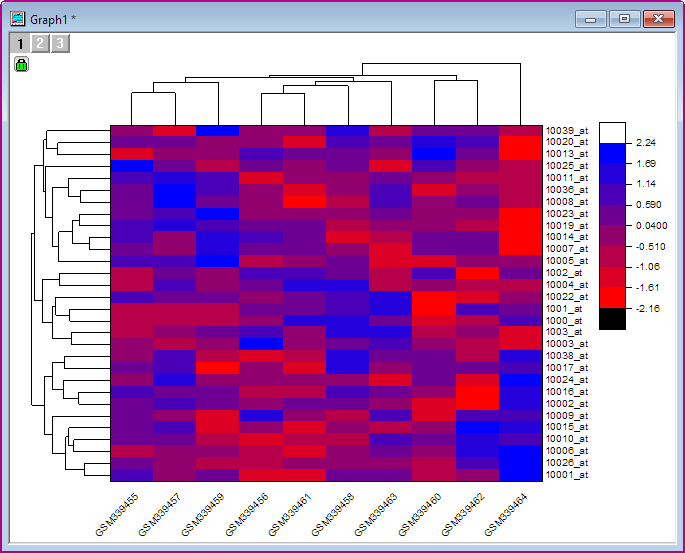 Graph1 *
1 2 3
10039_at
10020_at
10013_at
10025_at
10011_at
10036_at
10008_at
10023_at
10019_at
10014_at
10007_at
10005_at
1002_at
10004_at
10022_at
1001_at
1000_at
1003_at
10003_at
10038_at
10017_at
10024_at
10016_at
10002_at
10009_at
10015_at
10010_at
10006_at
10026_at
10001_at
2.24
1.69
1.14
0.590
0.0400
-0.510
-1.06
-1.61
-2.16
GSM339455
GSM339457
GSM339459
GSM339456
GSM339461
GSM339458
GSM339463
GSM339460
GSM339462
GSM339464